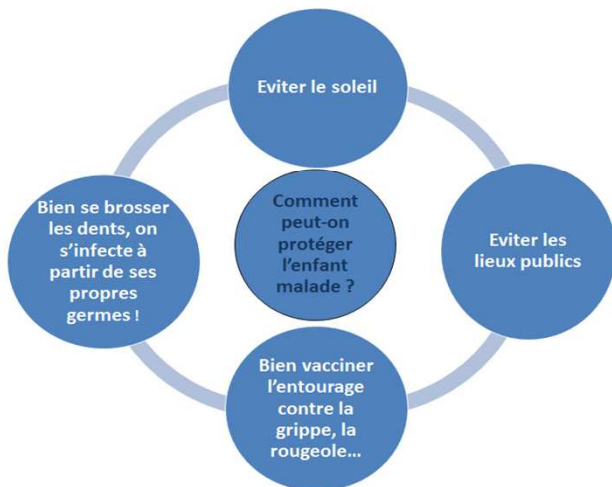 Eviter le soleil
Comment
peut-on
protéger
l'enfant
malade ?
Eviter les
lieux publics
Bien vacciner
l'entourage
contre la
grippe, la
rougeole…
Bien se brosser
les dents, on
s'infecte à
partir de ses
propres
germes !